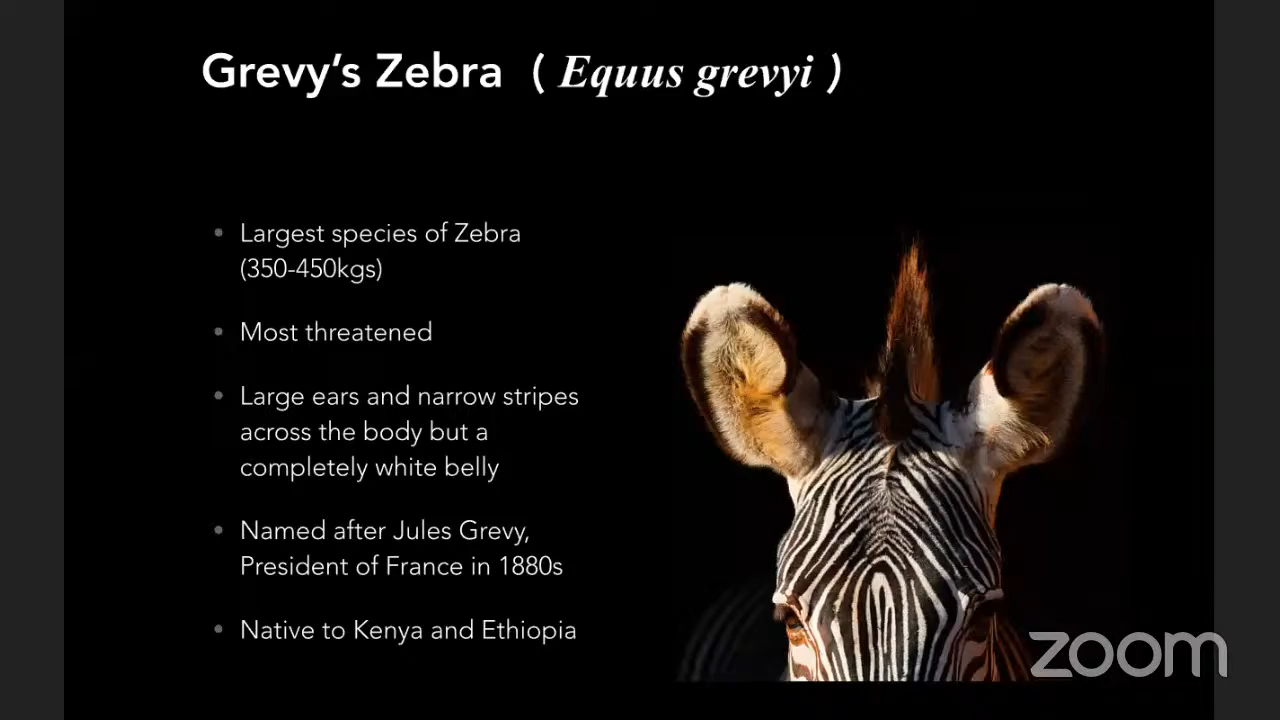 Grevy’s Zebra ( Equus grevyi )
• Largest species of Zebra
(350-450kgs)
• Most threatened
• Large ears and narrow stripes
across the body but a
completely white belly
• Named after Jules Grevy,
President of France in 1880s
• Native to Kenya and Ethiopia
zoom